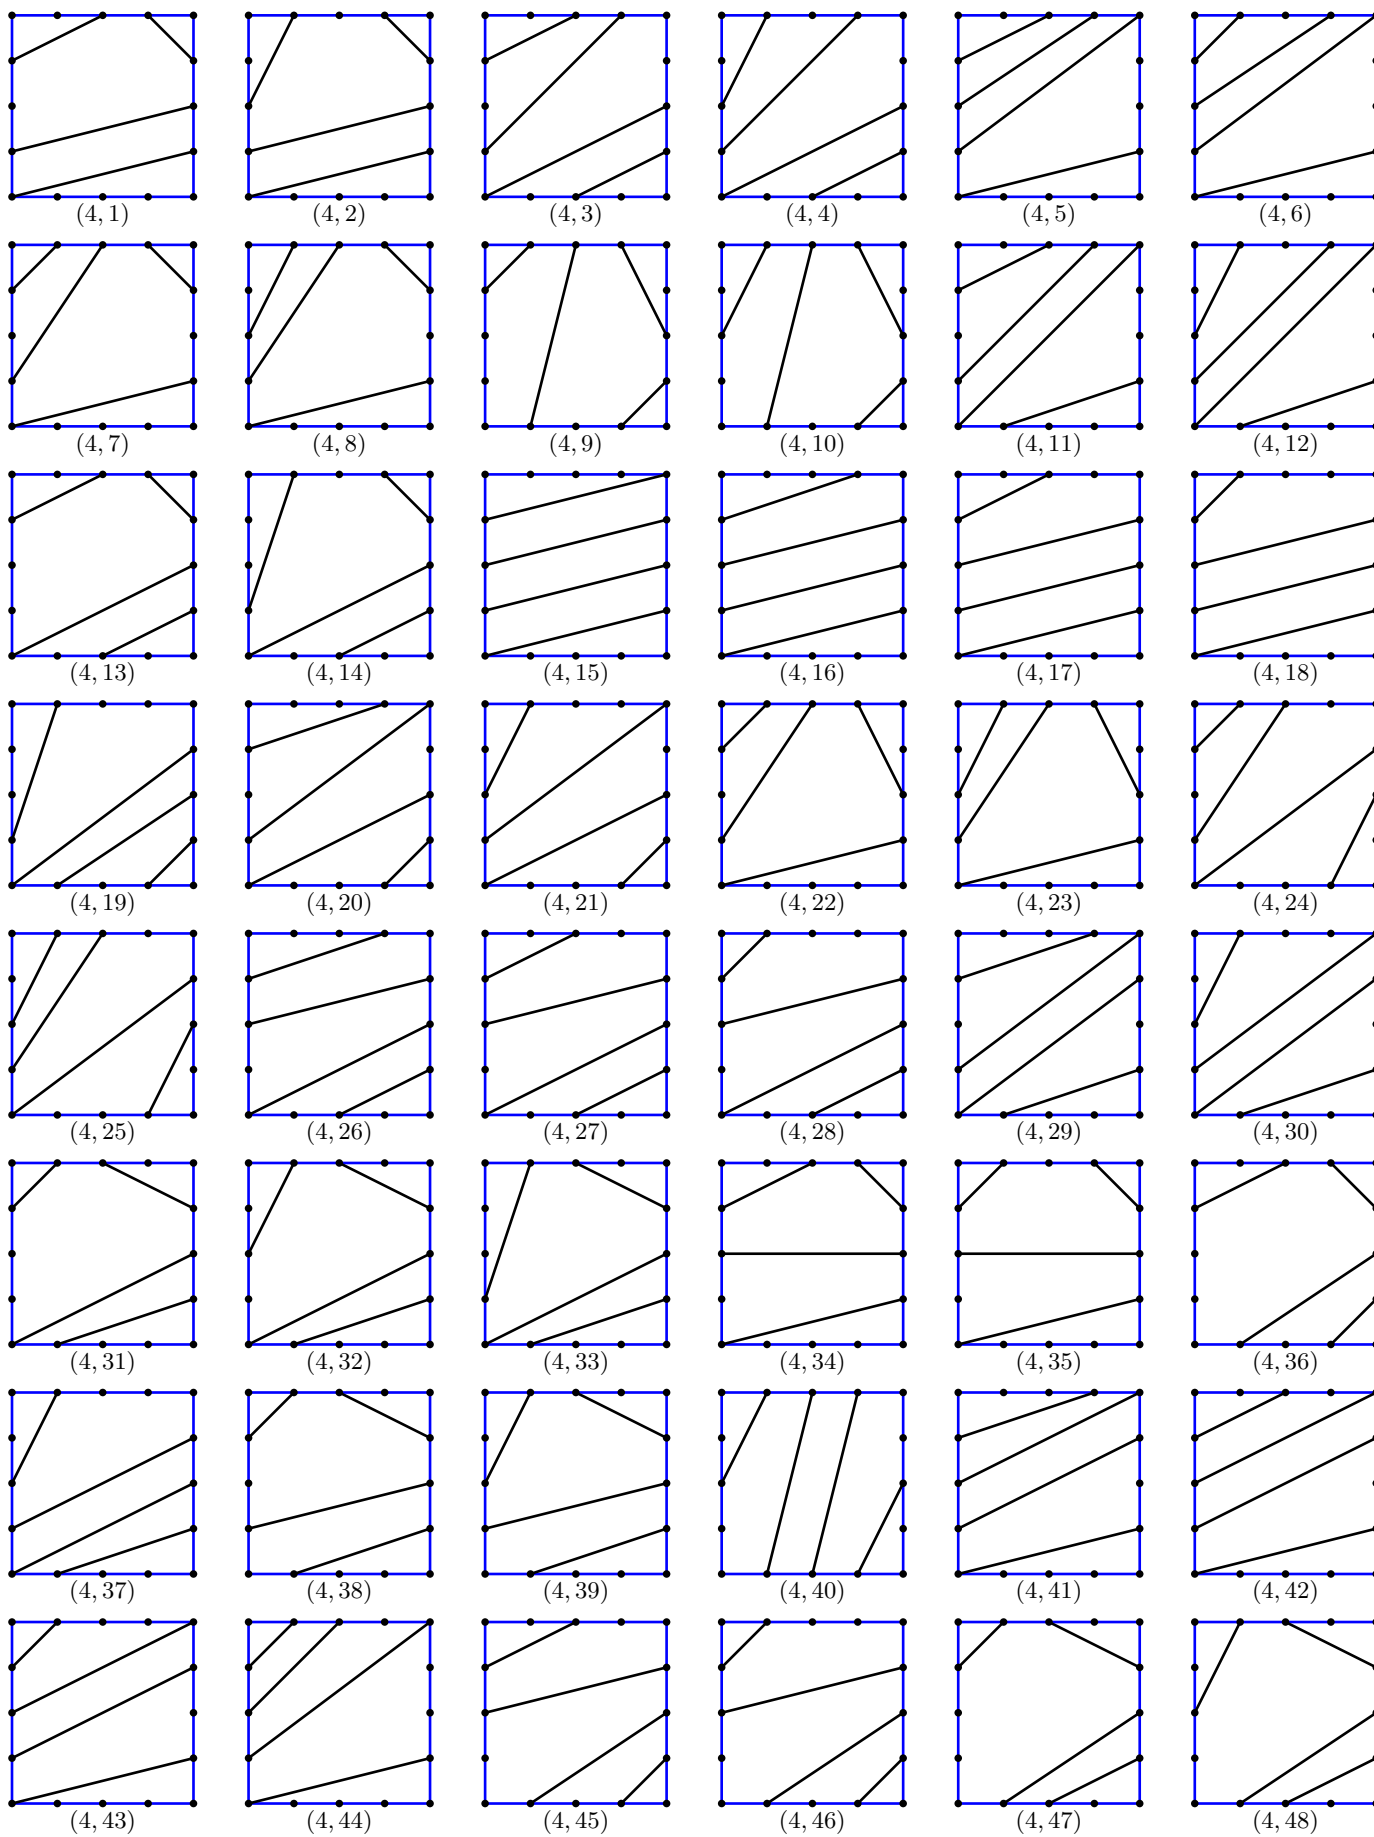 (4, 1) (4, 2) (4, 3) (4, 4) (4, 5) (4, 6)
(4, 7) (4, 8) (4, 9) (4, 10) (4, 11) (4, 12)
(4, 13) (4, 14) (4, 15) (4, 16) (4, 17) (4, 18)
(4, 19) (4, 20) (4, 21) (4, 22) (4, 23) (4, 24)
(4, 25) (4, 26) (4, 27) (4, 28) (4, 29) (4, 30)
(4, 31) (4, 32) (4, 33) (4, 34) (4, 35) (4, 36)
(4, 37) (4, 38) (4, 39) (4, 40) (4, 41) (4, 42)
(4, 43) (4, 44) (4, 45) (4, 46) (4, 47) (4, 48)